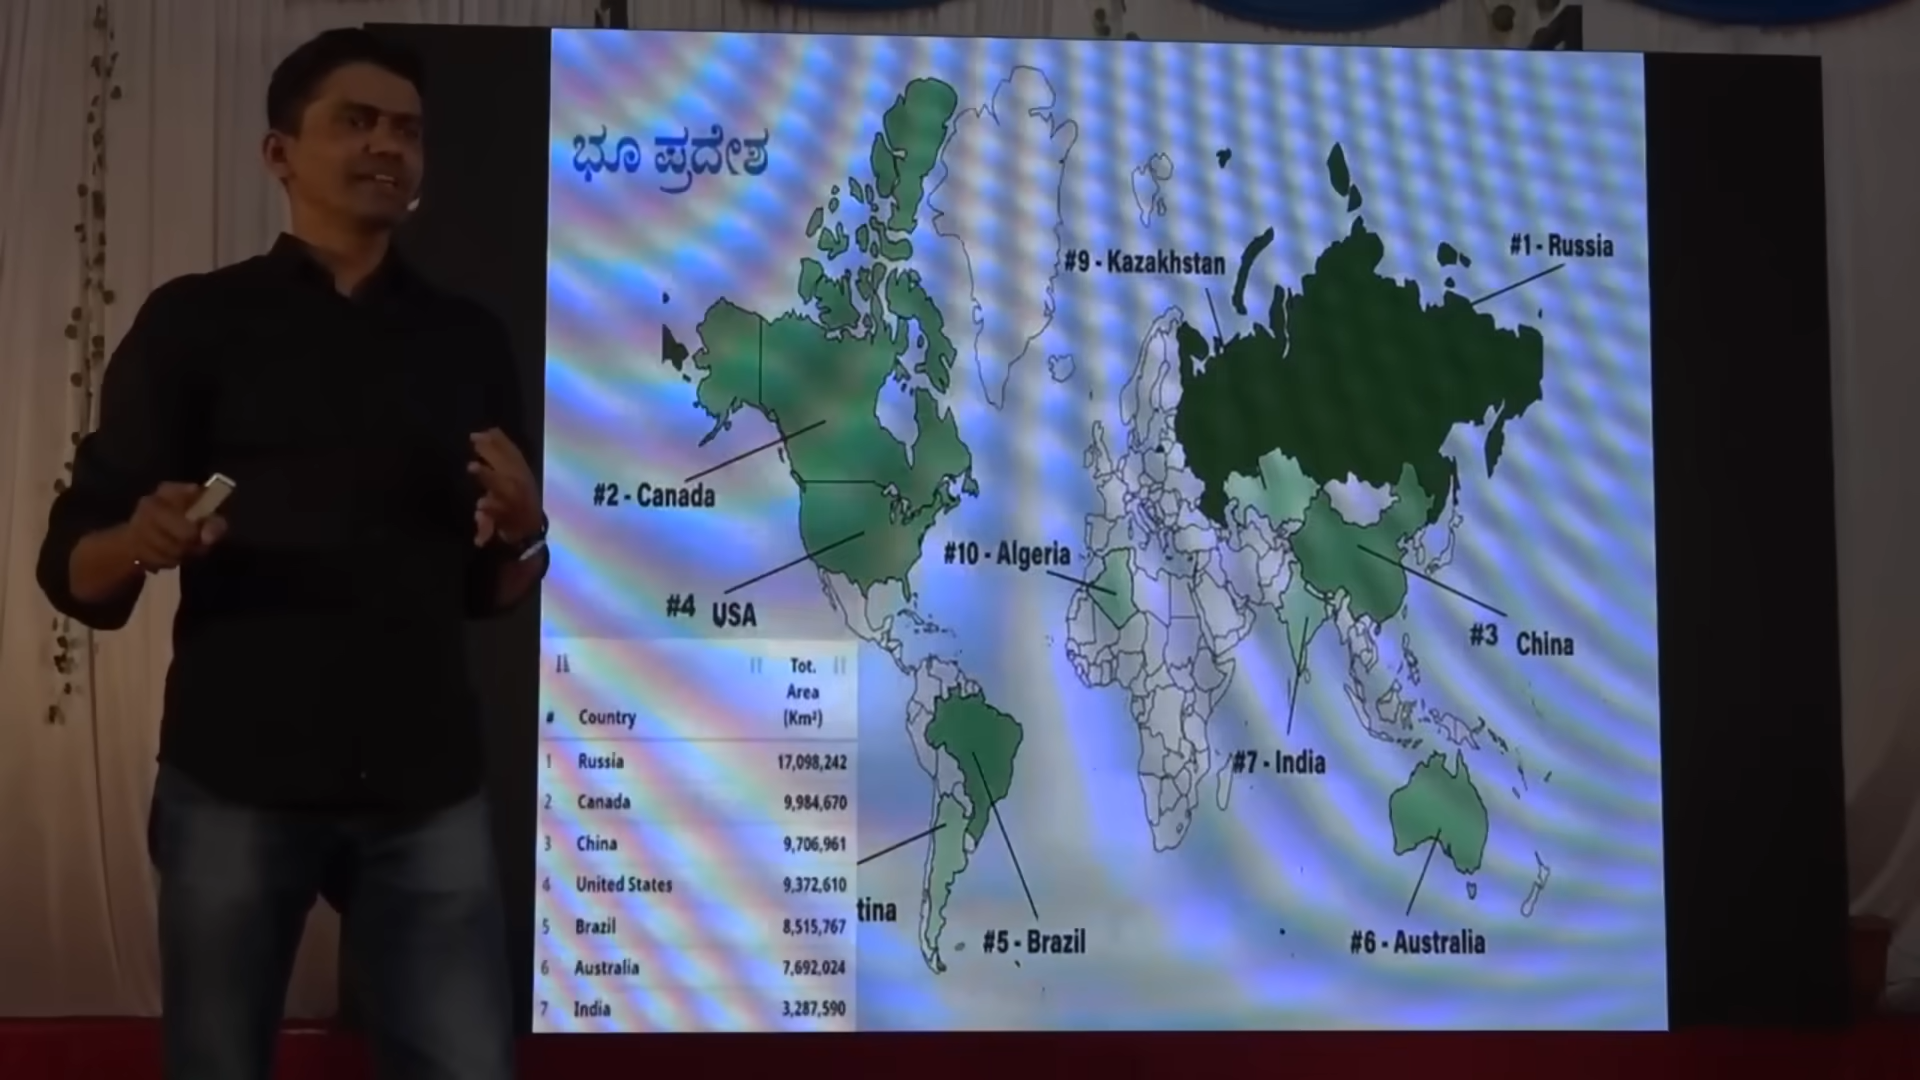 ಭೂ ಪ್ರದೇಶ
#1 - Russia
#9 - Kazakhstan
#2 - Canada
#10 - Algeria
#4 USA
#3 China
#7 - India
tina
#5 - Brazil
#6 - Australia
# Country Tot. Area (Km²)
1 Russia 17,098,242
2 Canada 9,984,670
3 China 9,706,961
4 United States 9,372,610
5 Brazil 8,515,767
6 Australia 7,692,024
7 India 3,287,590